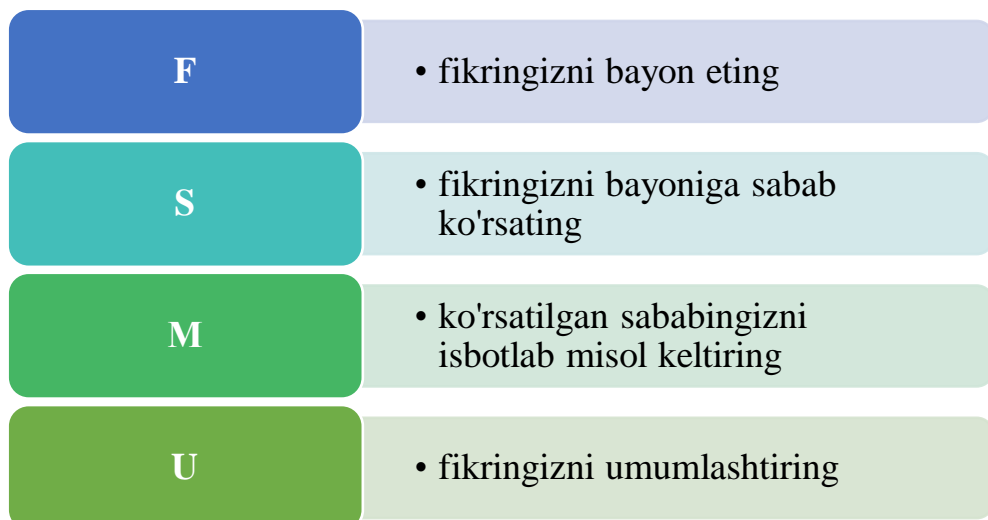 F
• fikringizni bayon eting
S
• fikringizni bayoniga sabab
ko'rsating
M
• ko'rsatilgan sababingizni
isbotlab misol keltiring
U
• fikringizni umumlashtiring